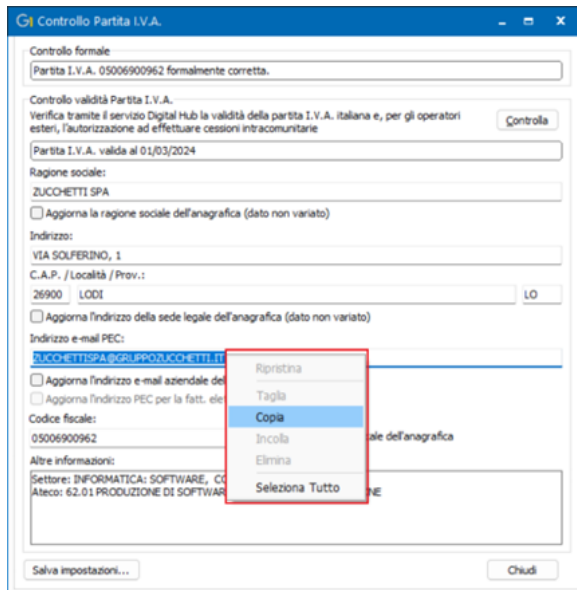 G1 Controllo Partita I.V.A.
Controllo formale
Partita I.V.A. 05006900962 formalmente corretta.
Controllo validità Partita I.V.A.
Verifica tramite il servizio Digital Hub la validità della partita I.V.A. italiana e, per gli operatori
esteri, l'autorizzazione ad effettuare cessioni intracomunitarie
Controlla
Partita I.V.A. valida al 01/03/2024
Ragione sociale:
ZUCCHETTI SPA
Aggiorna la ragione sociale dell'anagrafica (dato non variato)
Indirizzo:
VIA SOLFERINO, 1
C.A.P. / Località / Prov.:
26900 LODI LO
Aggiorna l'indirizzo della sede legale dell'anagrafica (dato non variato)
Indirizzo e-mail PEC:
ZUCCHETTISPA@GRUPPOZUCCHETTI.IT
Aggiorna l'indirizzo e-mail aziendale del
Aggiorna l'indirizzo PEC per la fatt. ele
Codice fiscale:
05006900962 ale dell'anagrafica
Altre informazioni:
Settore: INFORMATICA: SOFTWARE, CO
Ateco: 62.01 PRODUZIONE DI SOFTWAR NE
Ripristina
Taglia
Copia
Incolla
Elimina
Seleziona Tutto
Salva impostazioni... Chiudi